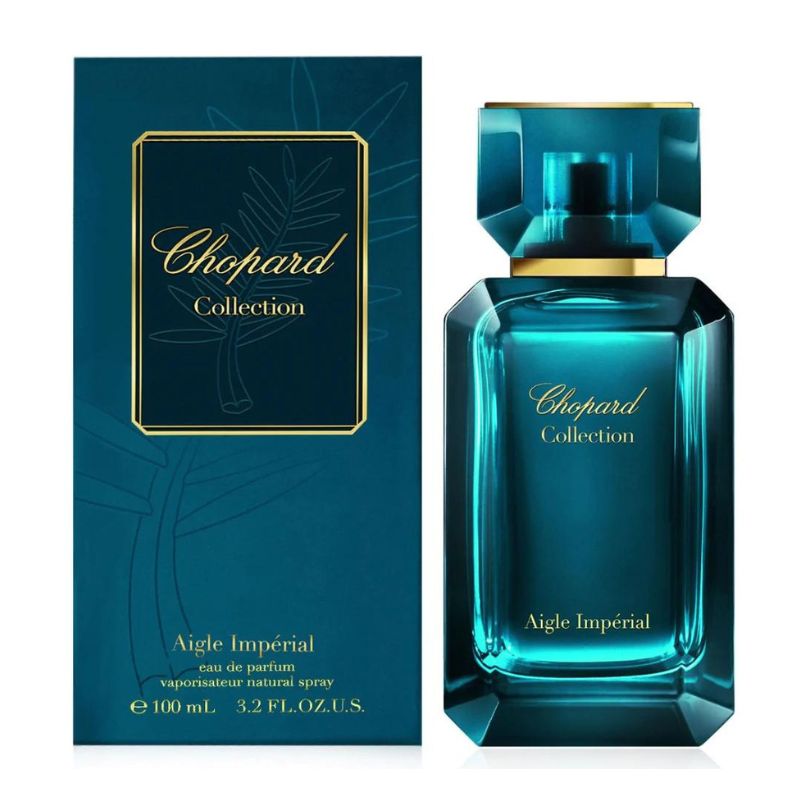 Chopard
Collection
Aigle Impérial
eau de parfum
vaporisateur natural spray
℮ 100 mL 3.2 FL.OZ.U.S.
Chopard
Collection
Aigle Impérial